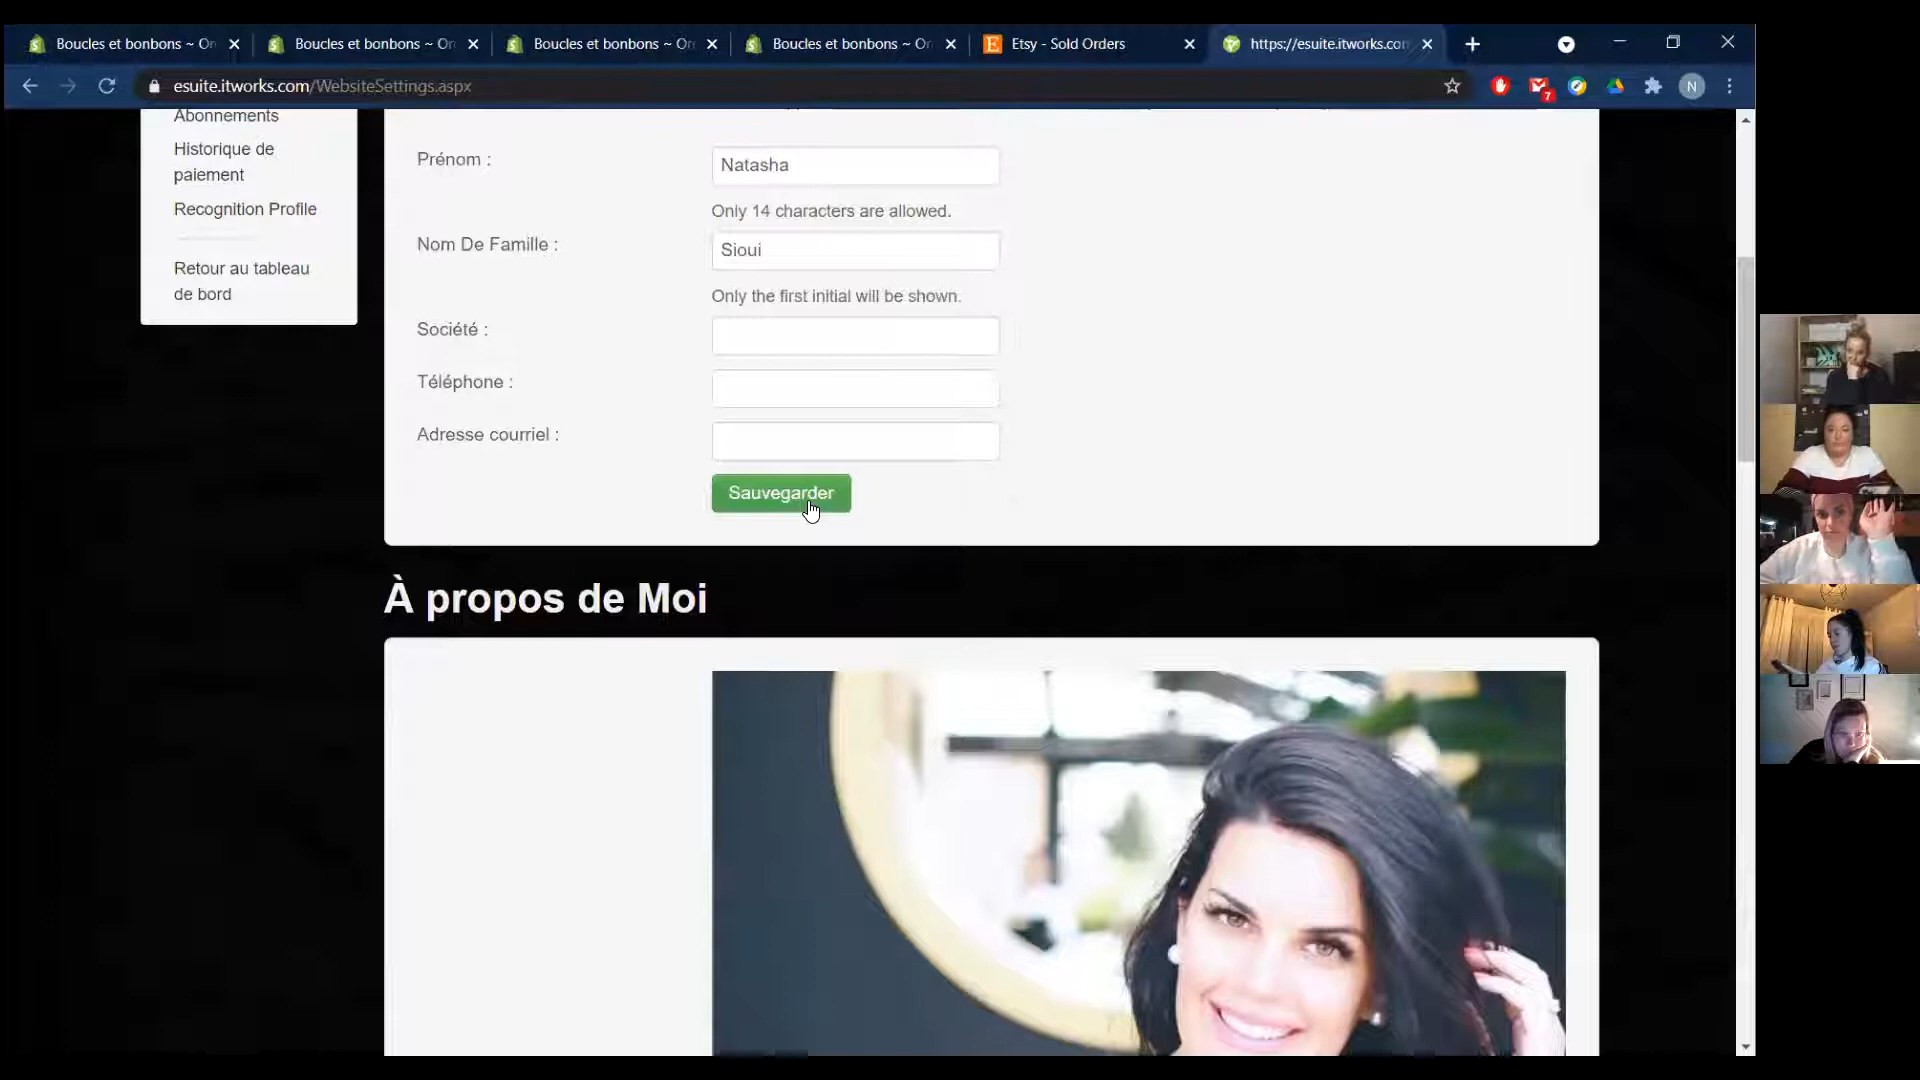 Boucles et bonbons ~ Or
Boucles et bonbons ~ Or
Boucles et bonbons ~ Or
Boucles et bonbons ~ Or
Etsy - Sold Orders
https://esuite.itworks.com
esuite.itworks.com/WebsiteSettings.aspx
7
N
Abonnements
Historique de
paiement
Recognition Profile
Retour au tableau
de bord
Prénom :
Natasha
Only 14 characters are allowed.
Nom De Famille :
Sioui
Only the first initial will be shown.
Société :
Téléphone :
Adresse courriel :
Sauvegarder
À propos de Moi